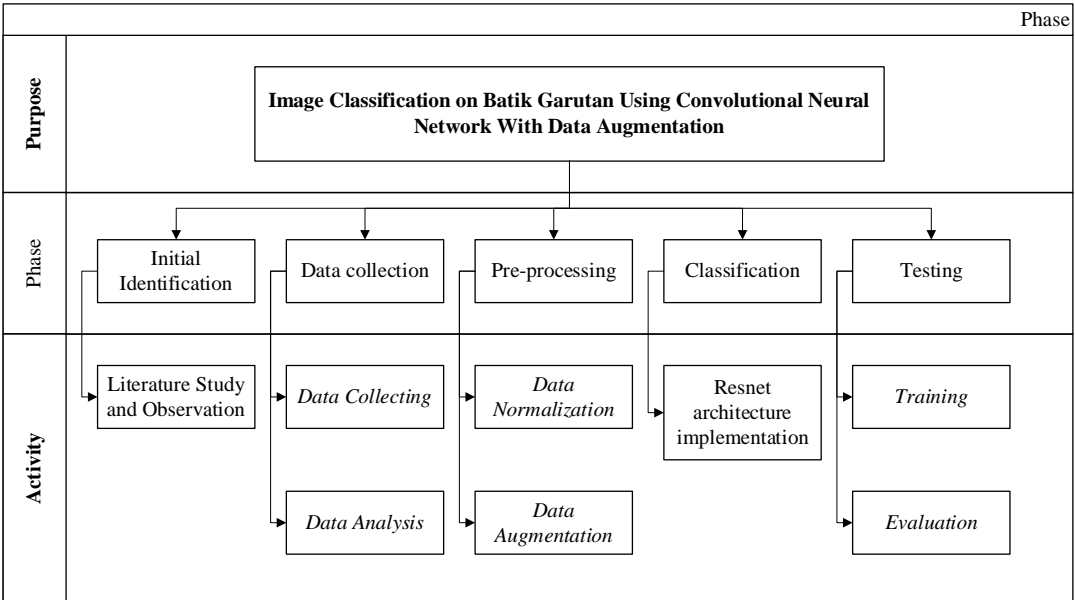 Phase
Purpose
Image Classification on Batik Garutan Using Convolutional Neural
Network With Data Augmentation
Phase
Initial
Identification
Data collection
Pre-processing
Classification
Testing
Activity
Literature Study
and Observation
Data Collecting
Data
Normalization
Resnet
architecture
implementation
Training
Data Analysis
Data
Augmentation
Evaluation